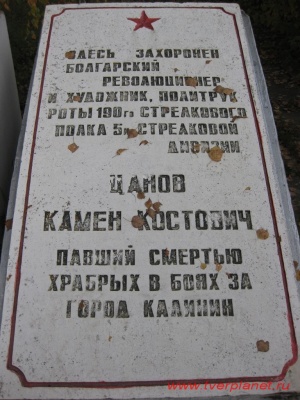 ЗДЕСЬ ЗАХОРОНЕН
БОЛГАРСКИЙ
РЕВОЛЮЦИОНЕР
И ХУДОЖНИК, ПОЛИТРУК
РОТЫ 190ГО СТРЕЛКОВОГО
ПОЛКА 5Й СТРЕЛКОВОЙ
ДИВИЗИИ
ЦАНОВ
КАМЕН КОСТОВИЧ
ПАВШИЙ СМЕРТЬЮ
ХРАБРЫХ В БОЯХ ЗА
ГОРОД КАЛИНИН
www.tverplanet.ru